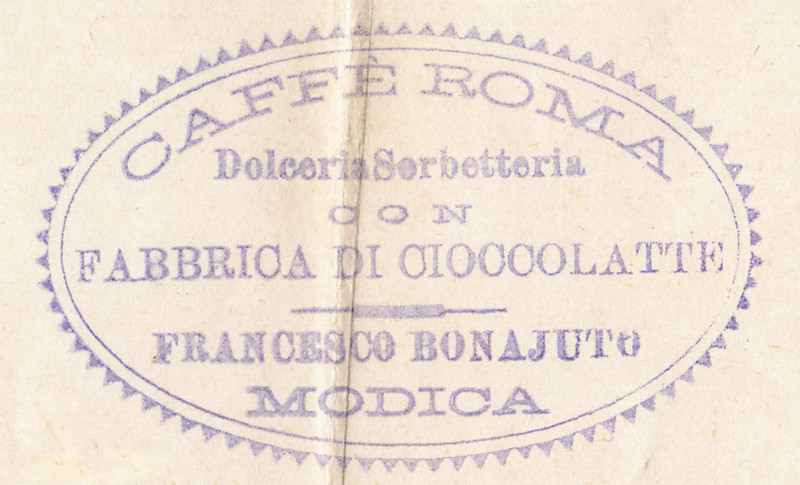 CAFFÈ ROMA
Dolceria Sorbetteria
CON
FABBRICA DI CIOCCOLATTE
FRANCESCO BONAJUTO
MODICA